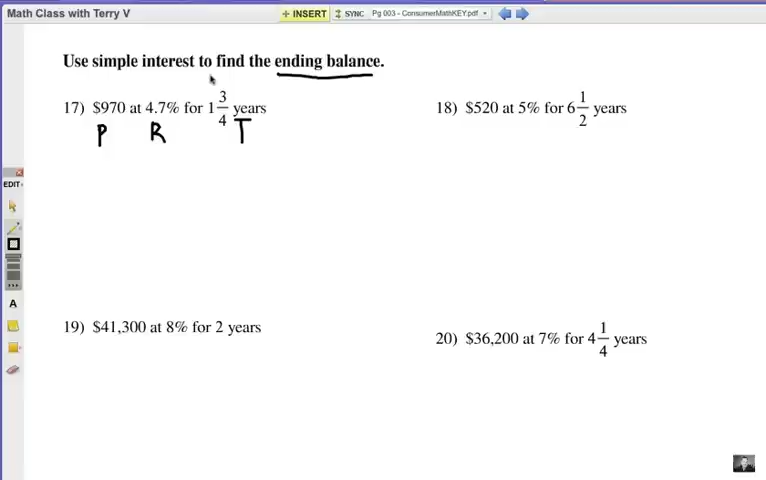 Math Class with Terry V
+ INSERT
SYNC
Pg 003 - ConsumerMathKEY.pdf
Use simple interest to find the ending balance.
17) $970 at 4.7% for 1 3/4 years
P R T
18) $520 at 5% for 6 1/2 years
EDIT
A
19) $41,300 at 8% for 2 years
20) $36,200 at 7% for 4 1/4 years